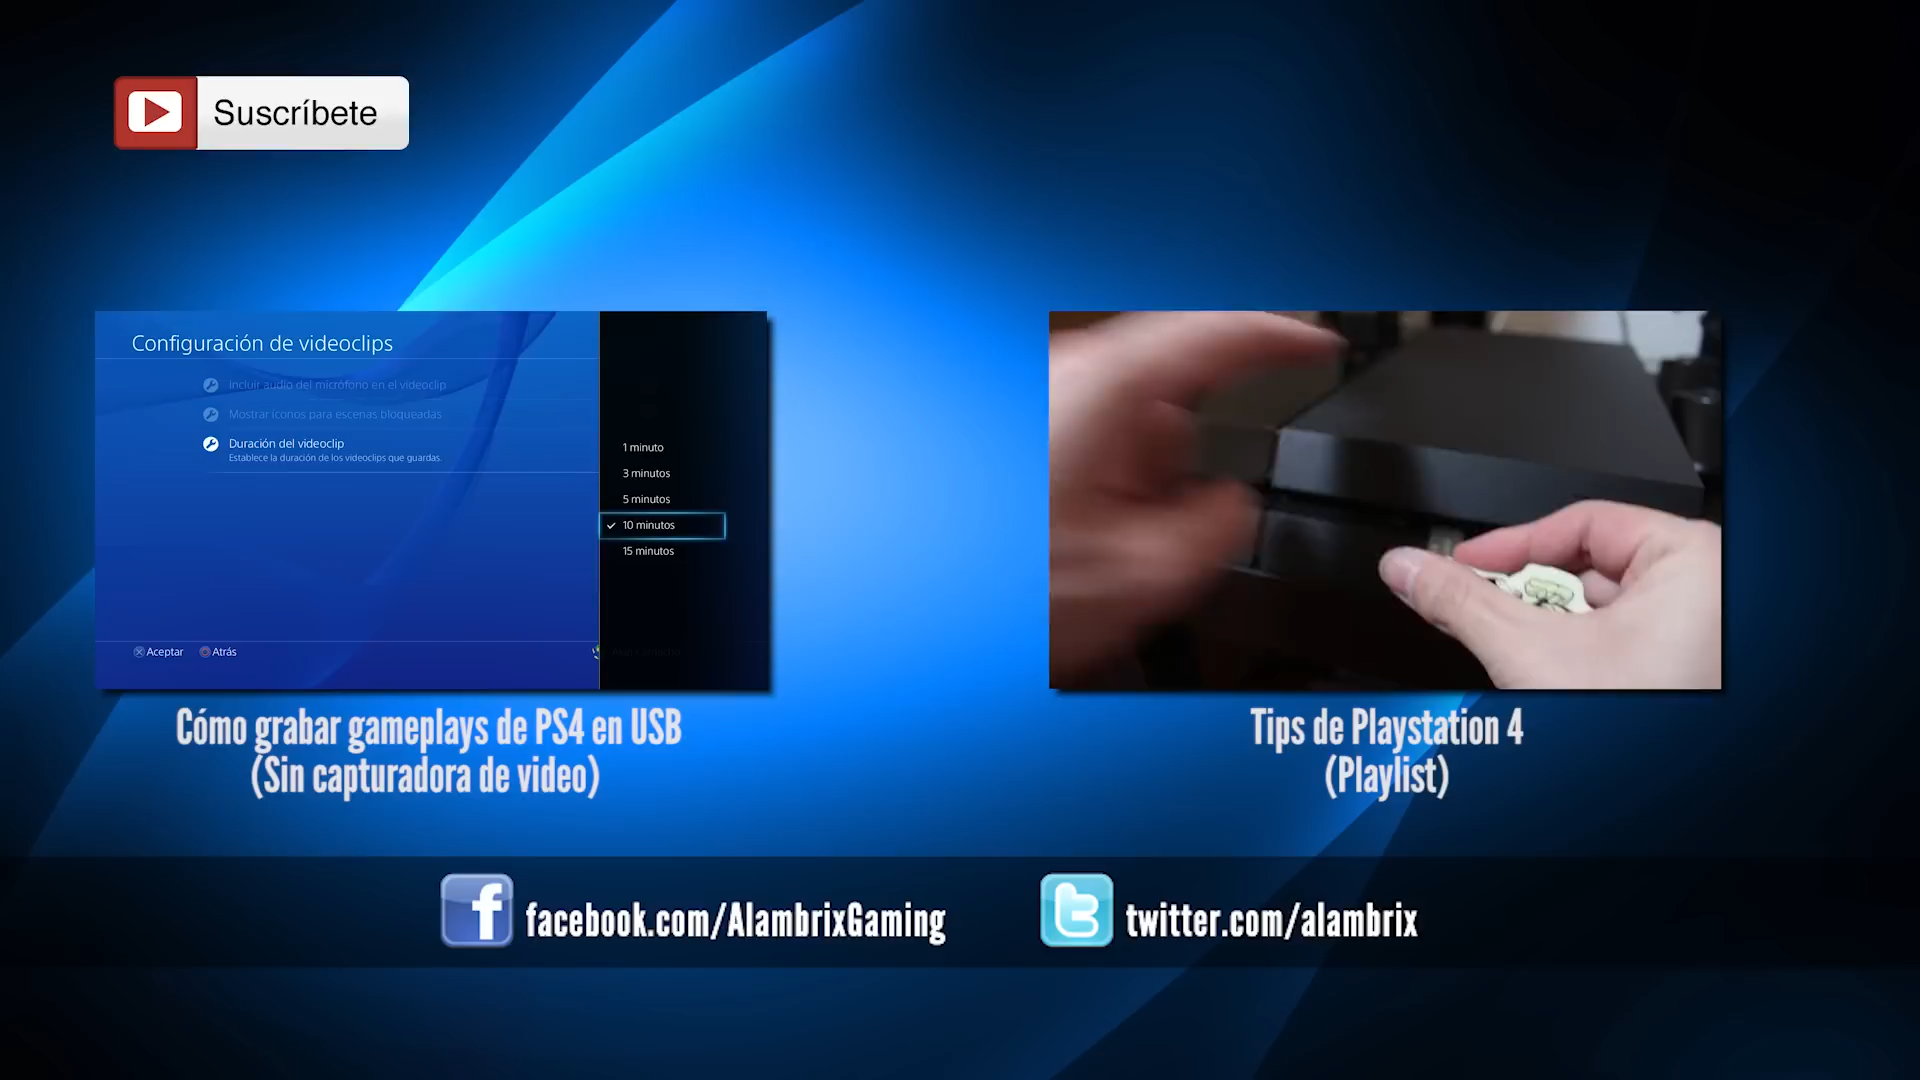 Suscríbete
Configuración de videoclips
Incluir audio del micrófono en el videoclip
Mostrar iconos para escenas bloqueadas
Duración del videoclip
Establece la duración de los videoclips que guardas.
1 minuto
3 minutos
5 minutos
10 minutos
15 minutos
Aceptar
Atrás
Cómo grabar gameplays de PS4 en USB
(Sin capturadora de video)
Tips de Playstation 4
(Playlist)
facebook.com/AlambrixGaming
twitter.com/alambrix